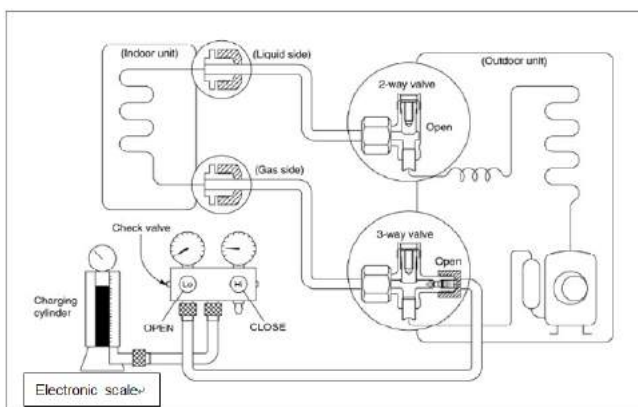 (Indoor unit)
(Liquid side)
2-way valve
(Outdoor unit)
Open
(Gas side)
Check valve
3-way valve
Open
Lo
Hi
Charging
cylinder
OPEN
CLOSE
Electronic scale